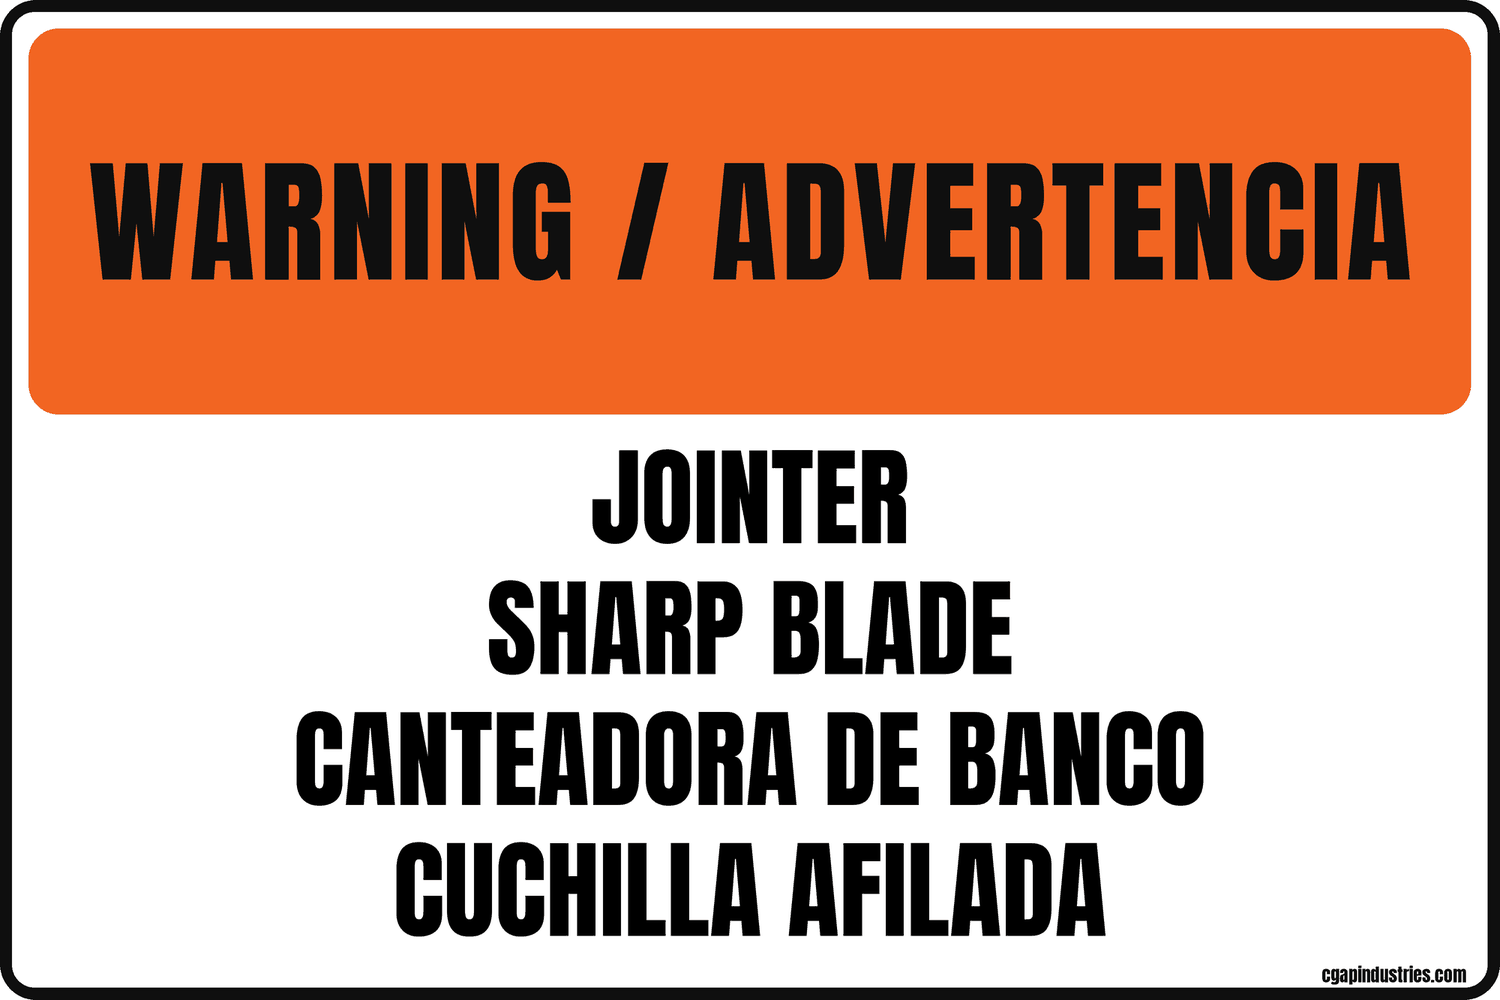 WARNING / ADVERTENCIA
JOINTER
SHARP BLADE
CANTEADORA DE BANCO
CUCHILLA AFILADA
cgapindustries.com